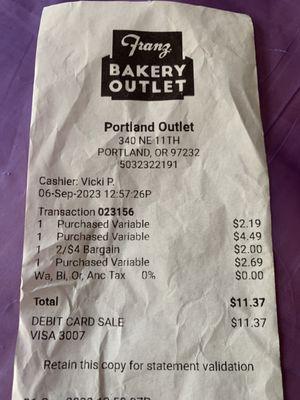 Franz
BAKERY
OUTLET
Portland Outlet
340 NE 11TH
PORTLAND, OR 97232
5032322191
Cashier: Vicki P.
06-Sep-2023 12:57:26P
Transaction 023156
1 Purchased Variable $2.19
1 Purchased Variable $4.49
1 2/$4 Bargain $2.00
1 Purchased Variable $2.69
Wa, Bi, Or, Anc Tax 0% $0.00
Total $11.37
DEBIT CARD SALE $11.37
VISA 3007
Retain this copy for statement validation